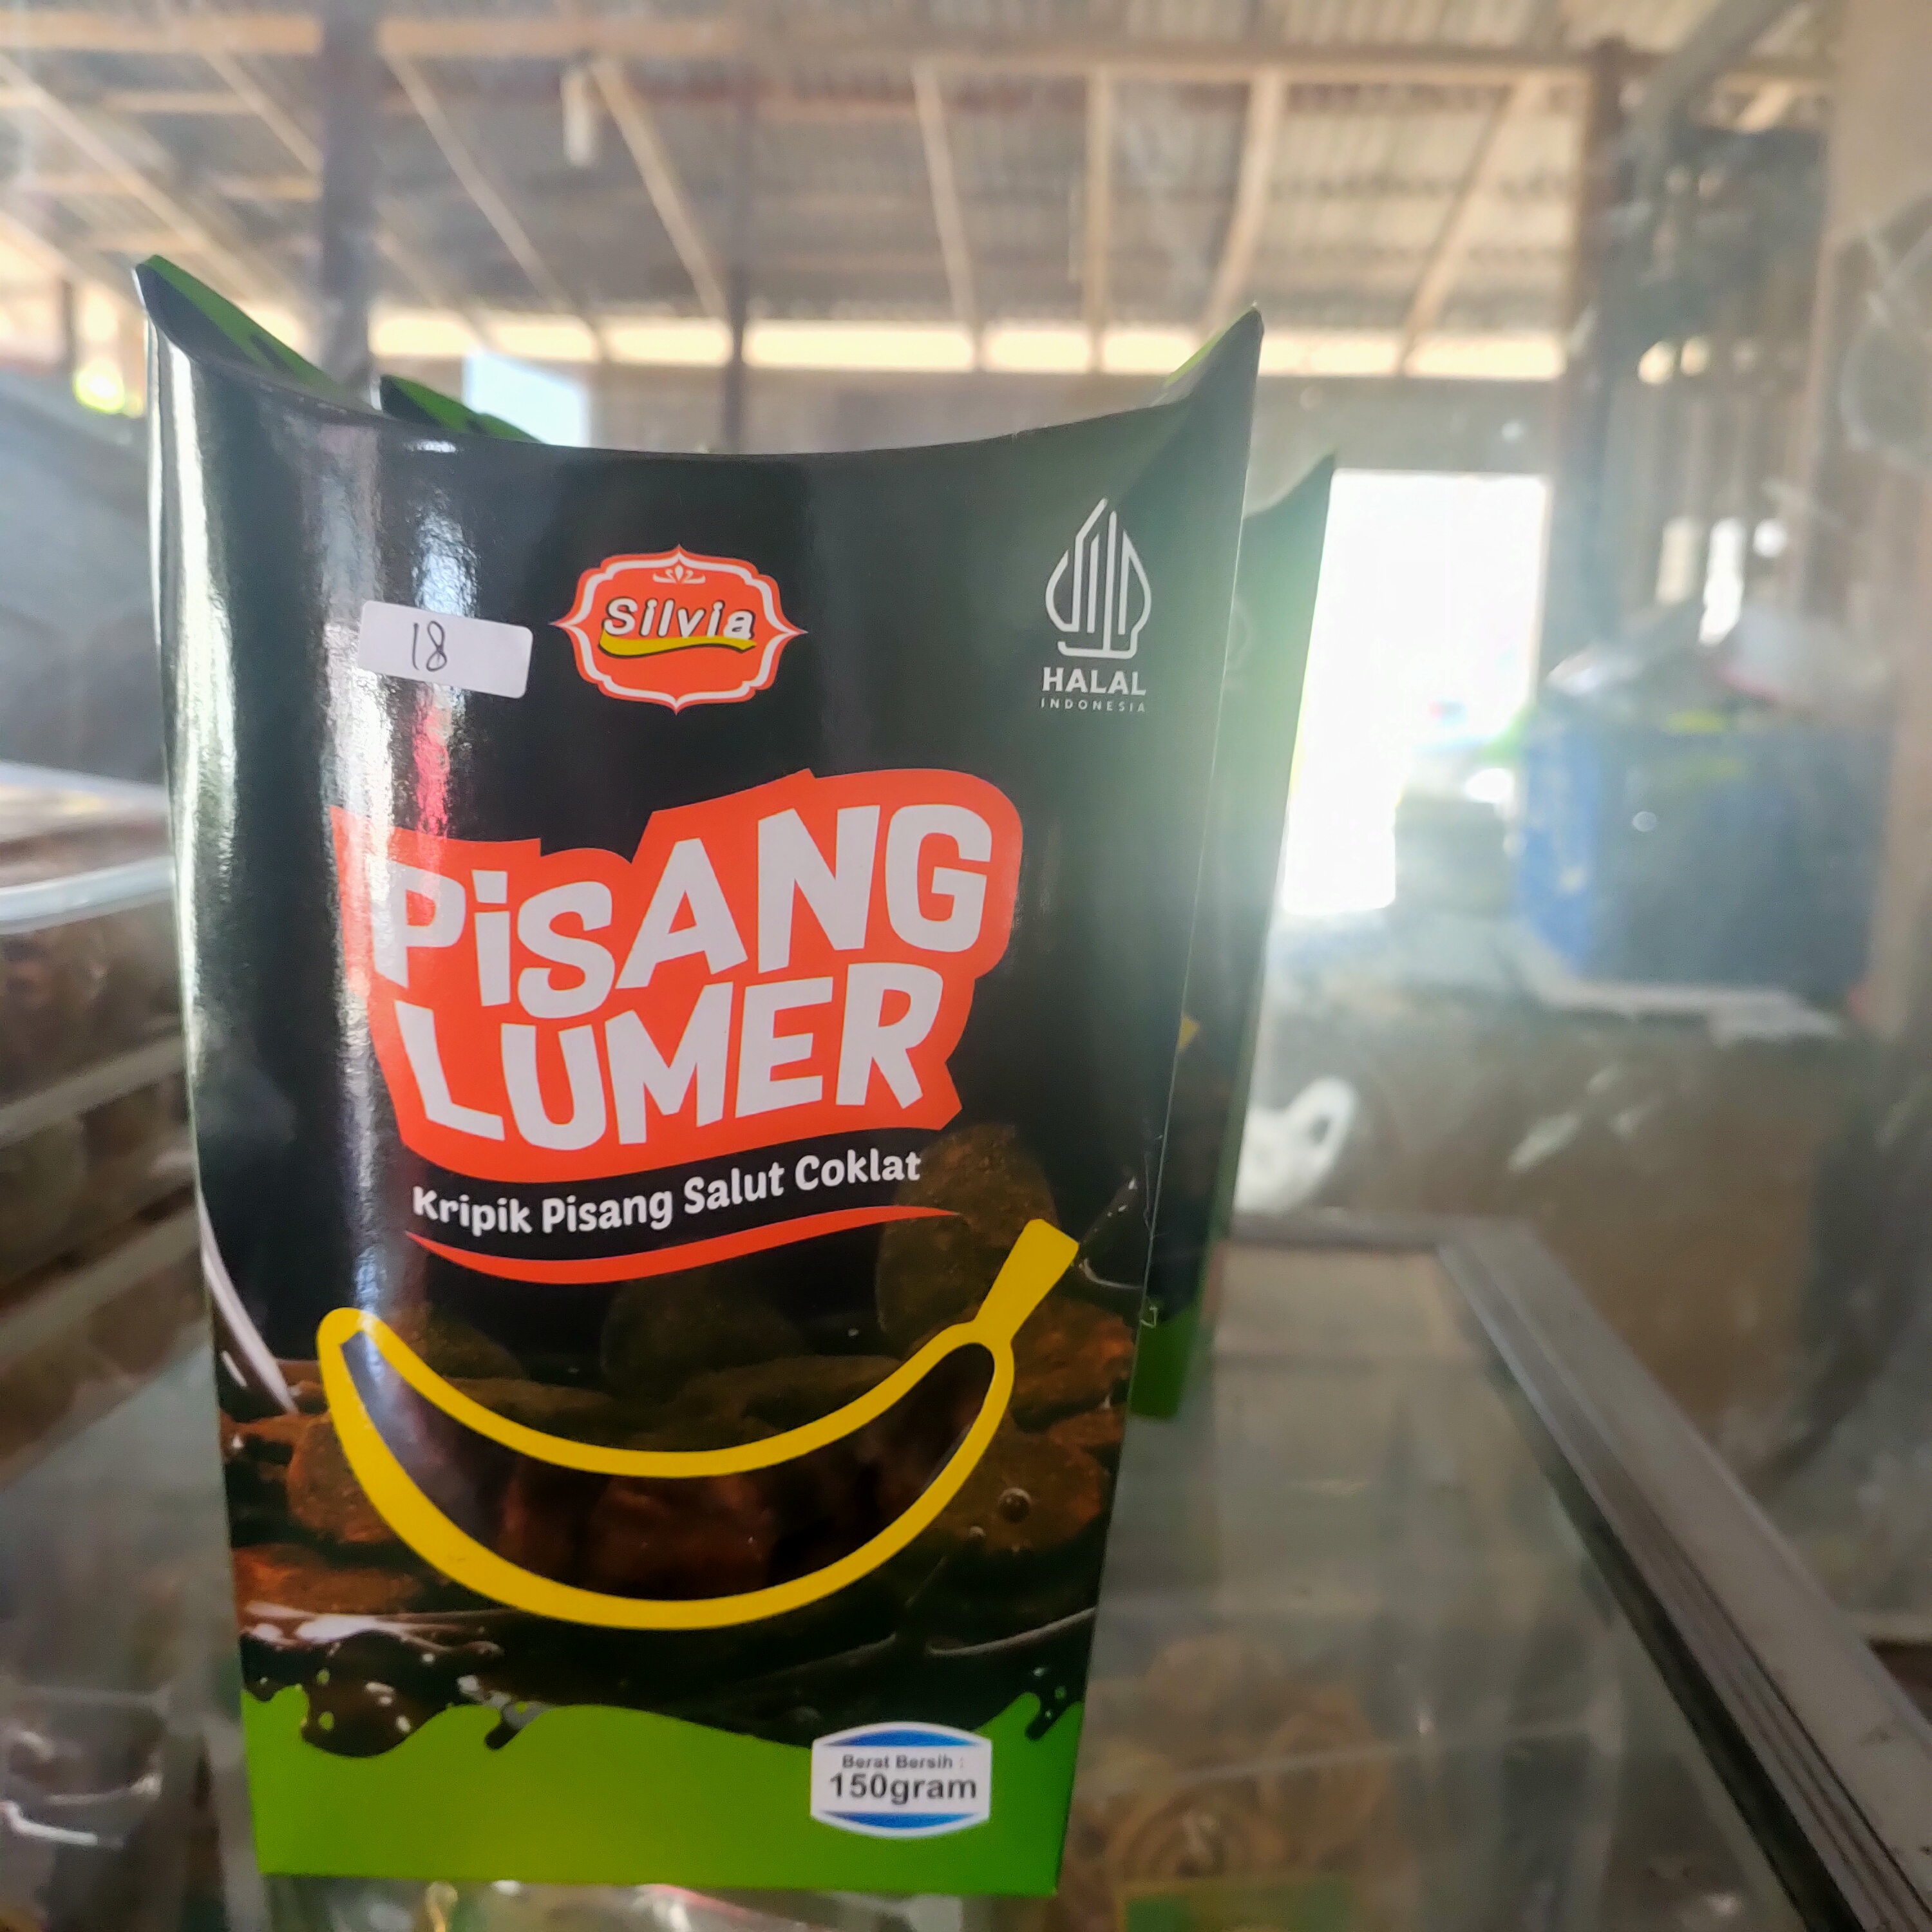 18
Silvia
HALAL
INDONESIA
PiSANG
LUMER
Kripik Pisang Salut Coklat
Berat Bersih :
150gram